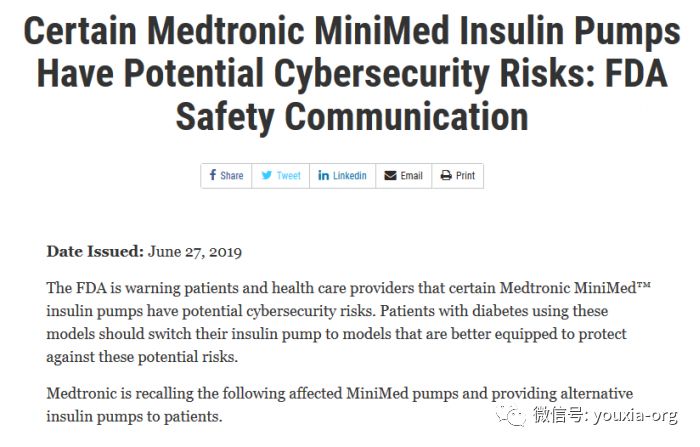 Certain Medtronic MiniMed Insulin Pumps
Have Potential Cybersecurity Risks: FDA
Safety Communication
Share Tweet Linkedin Email Print
Date Issued: June 27, 2019
The FDA is warning patients and health care providers that certain Medtronic MiniMed™
insulin pumps have potential cybersecurity risks. Patients with diabetes using these
models should switch their insulin pump to models that are better equipped to protect
against these potential risks.
Medtronic is recalling the following affected MiniMed pumps and providing alternative
insulin pumps to patients.
微信号: youxia-org